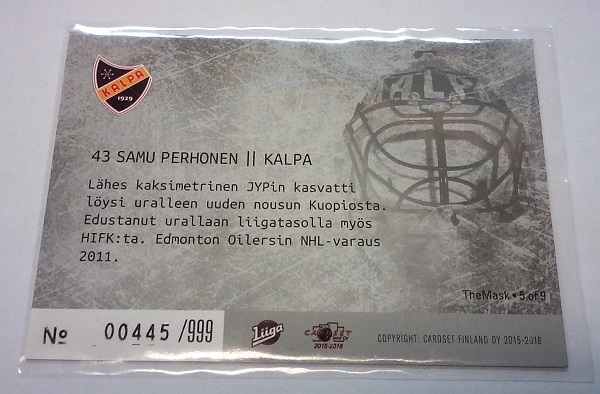 KALPA
1929
KALPA
43 SAMU PERHONEN || KALPA
Lähes kaksimetrinen JYPin kasvatti
löysi uralleen uuden nousun Kuopiosta.
Edustanut urallaan liigatasolla myös
HIFK:ta. Edmonton Oilersin NHL-varaus
2011.
TheMask • 5 of 9
№ 00445 /999
Liiga
CARDSET
2015-2016
COPYRIGHT: CARDSET FINLAND OY 2015-2016